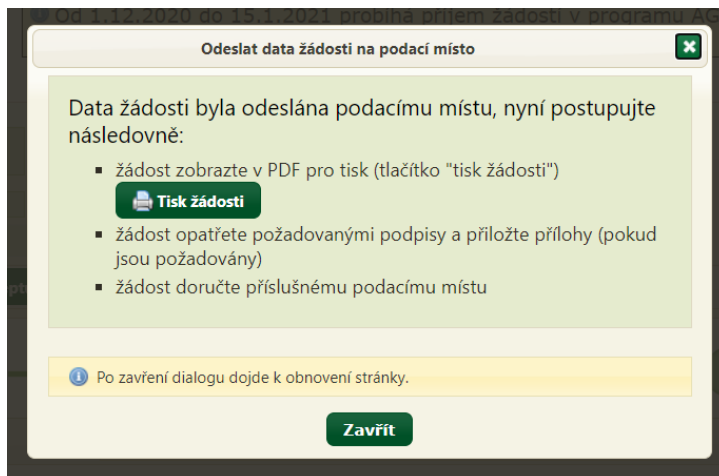 Od 1.12.2020 do 15.1.2021 probíhá příjem žádostí v programu AG
Odeslat data žádosti na podací místo
Data žádosti byla odeslána podacímu místu, nyní postupujte
následovně:
žádost zobrazte v PDF pro tisk (tlačítko "tisk žádosti")
Tisk žádosti
žádost opatřete požadovanými podpisy a přiložte přílohy (pokud
jsou požadovány)
žádost doručte příslušnému podacímu místu
Po zavření dialogu dojde k obnovení stránky.
Zavřít